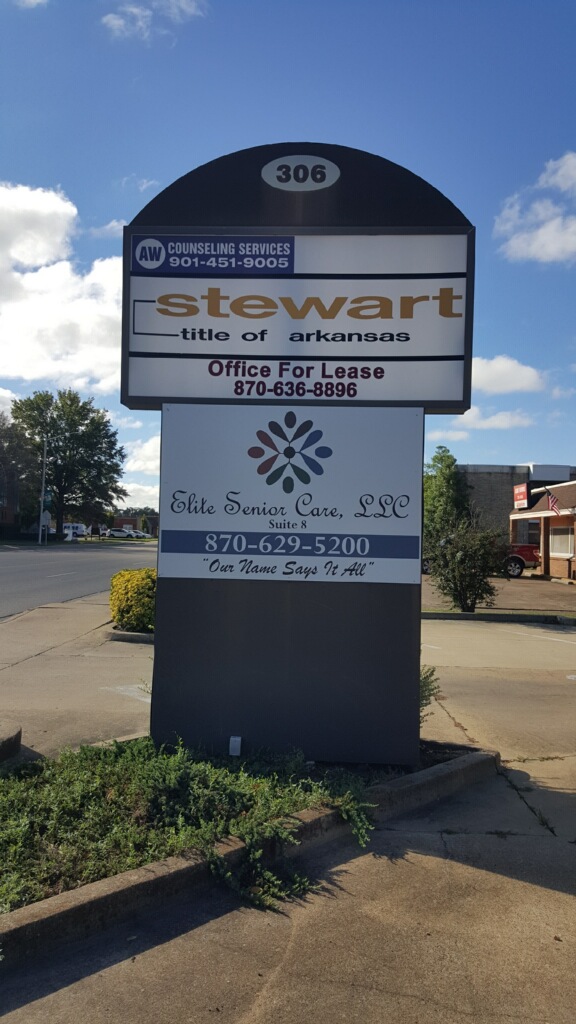 306
AW COUNSELING SERVICES
901-451-9005
stewart
title of arkansas
Office For Lease
870-636-8896
Elite Senior Care, LLC
Suite 8
870-629-5200
"Our Name Says It All"